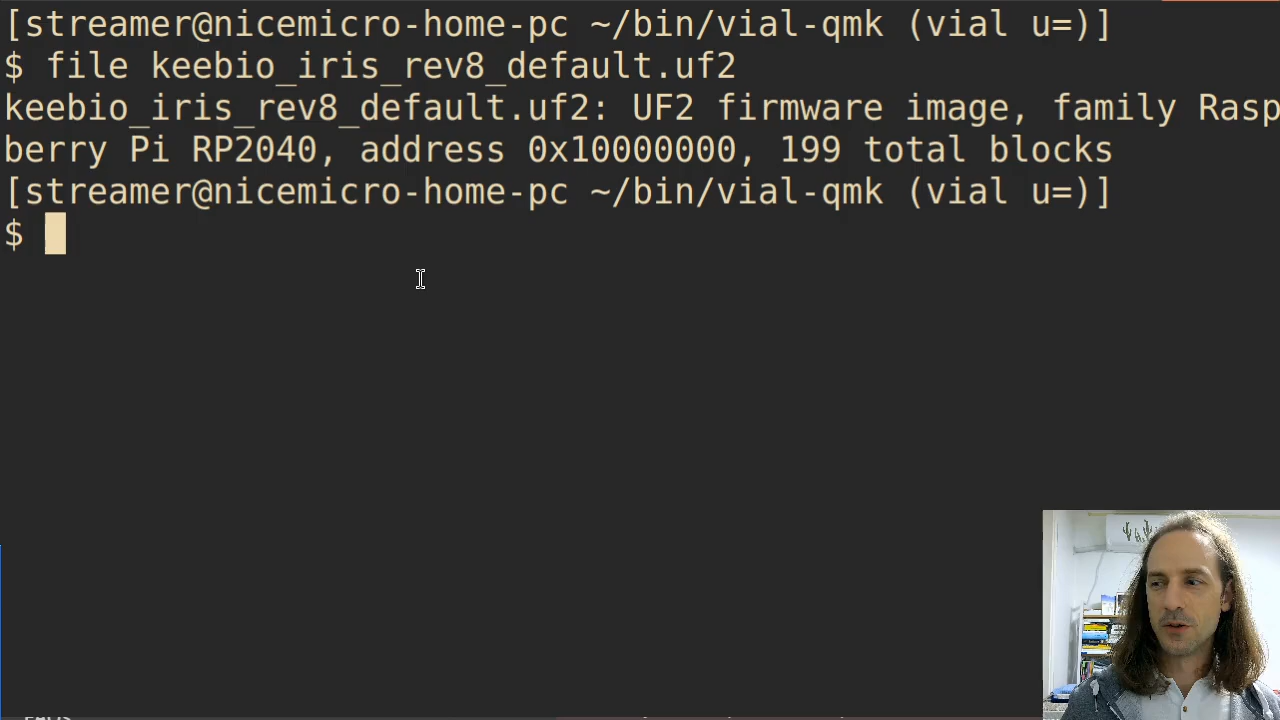 [streamer@nicemicro-home-pc ~/bin/vial-qmk (vial u=)]
$ file keebio_iris_rev8_default.uf2
keebio_iris_rev8_default.uf2: UF2 firmware image, family Rasp
berry Pi RP2040, address 0x10000000, 199 total blocks
[streamer@nicemicro-home-pc ~/bin/vial-qmk (vial u=)]
$